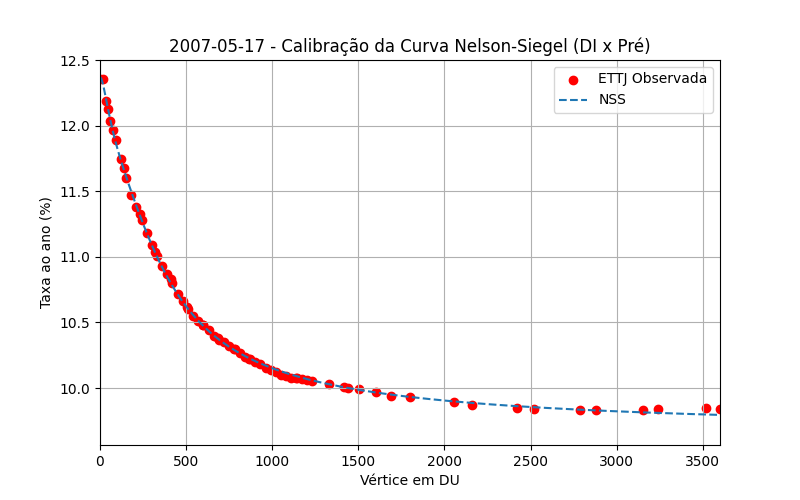 2007-05-17 - Calibração da Curva Nelson-Siegel (DI x Pré)
ETTJ Observada
NSS
Taxa ao ano (%)
12.5
12.0
11.5
11.0
10.5
10.0
0 500 1000 1500 2000 2500 3000 3500
Vértice em DU